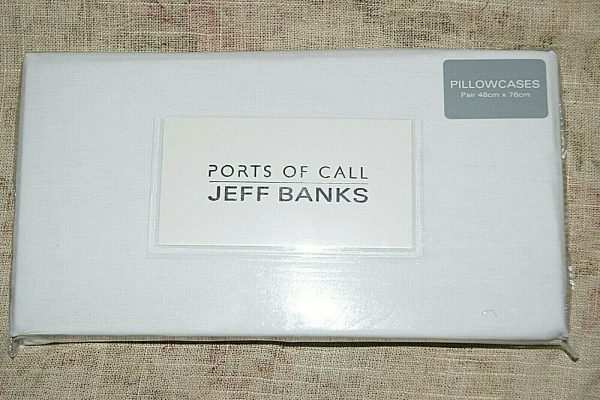 PILLOWCASES
Pair 48cm x 76cm
PORTS OF CALL
JEFF BANKS